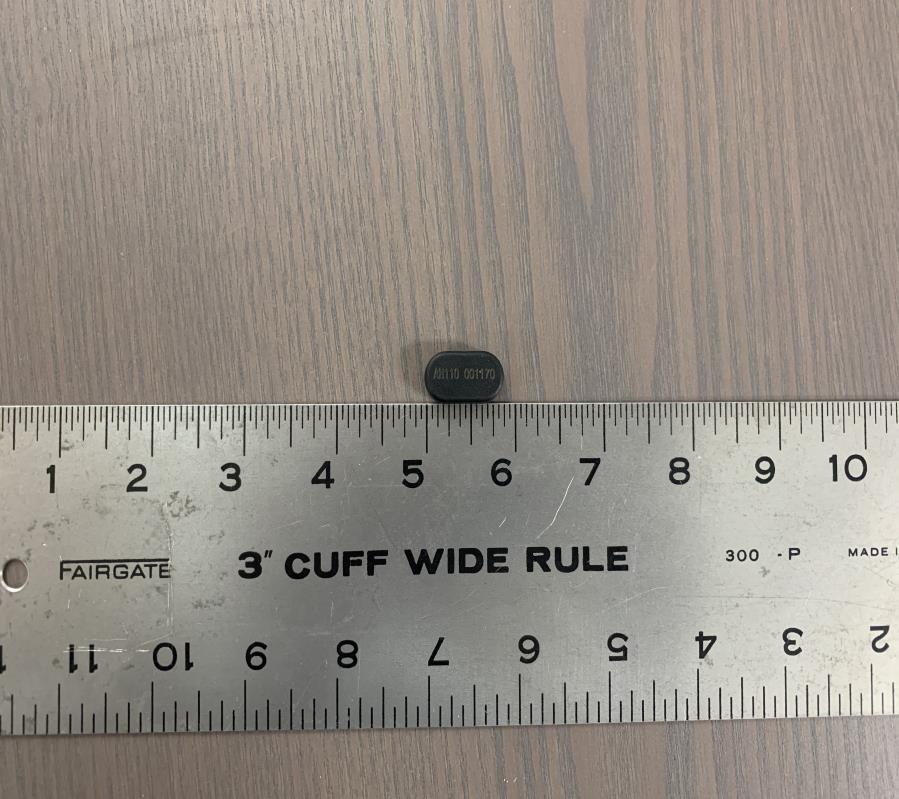 AH110 001170
1 2 3 4 5 6 7 8 9 10
FAIRGATE 3" CUFF WIDE RULE 300 - P MADE
11 10 9 8 7 6 5 4 3 2